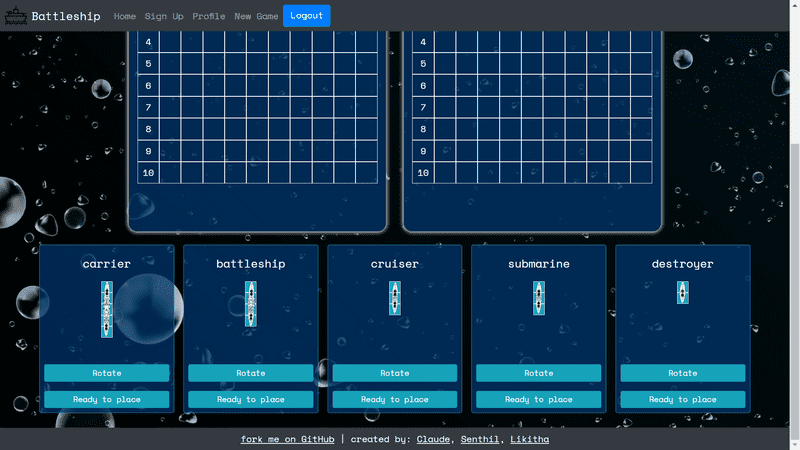 Battleship Home Sign Up Profile New Game Logout
4 4
5 5
6 6
7 7
8 8
9 9
10 10
carrier battleship cruiser submarine destroyer
Rotate Rotate Rotate Rotate Rotate
Ready to place Ready to place Ready to place Ready to place Ready to place
fork me on GitHub | created by: Claude, Senthil, Likitha